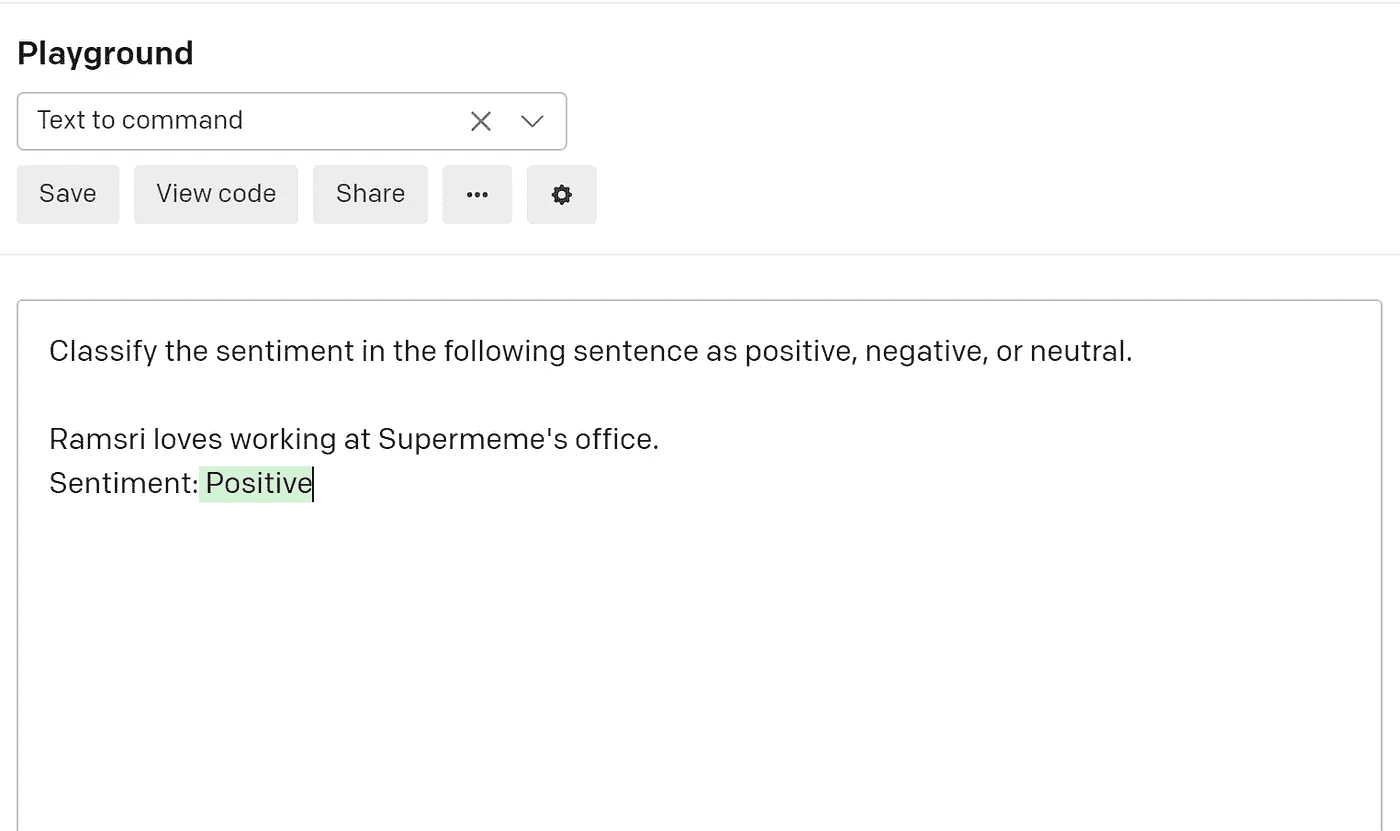 Playground
Text to command
Save View code Share
Classify the sentiment in the following sentence as positive, negative, or neutral.
Ramsri loves working at Supermeme's office.
Sentiment: Positive